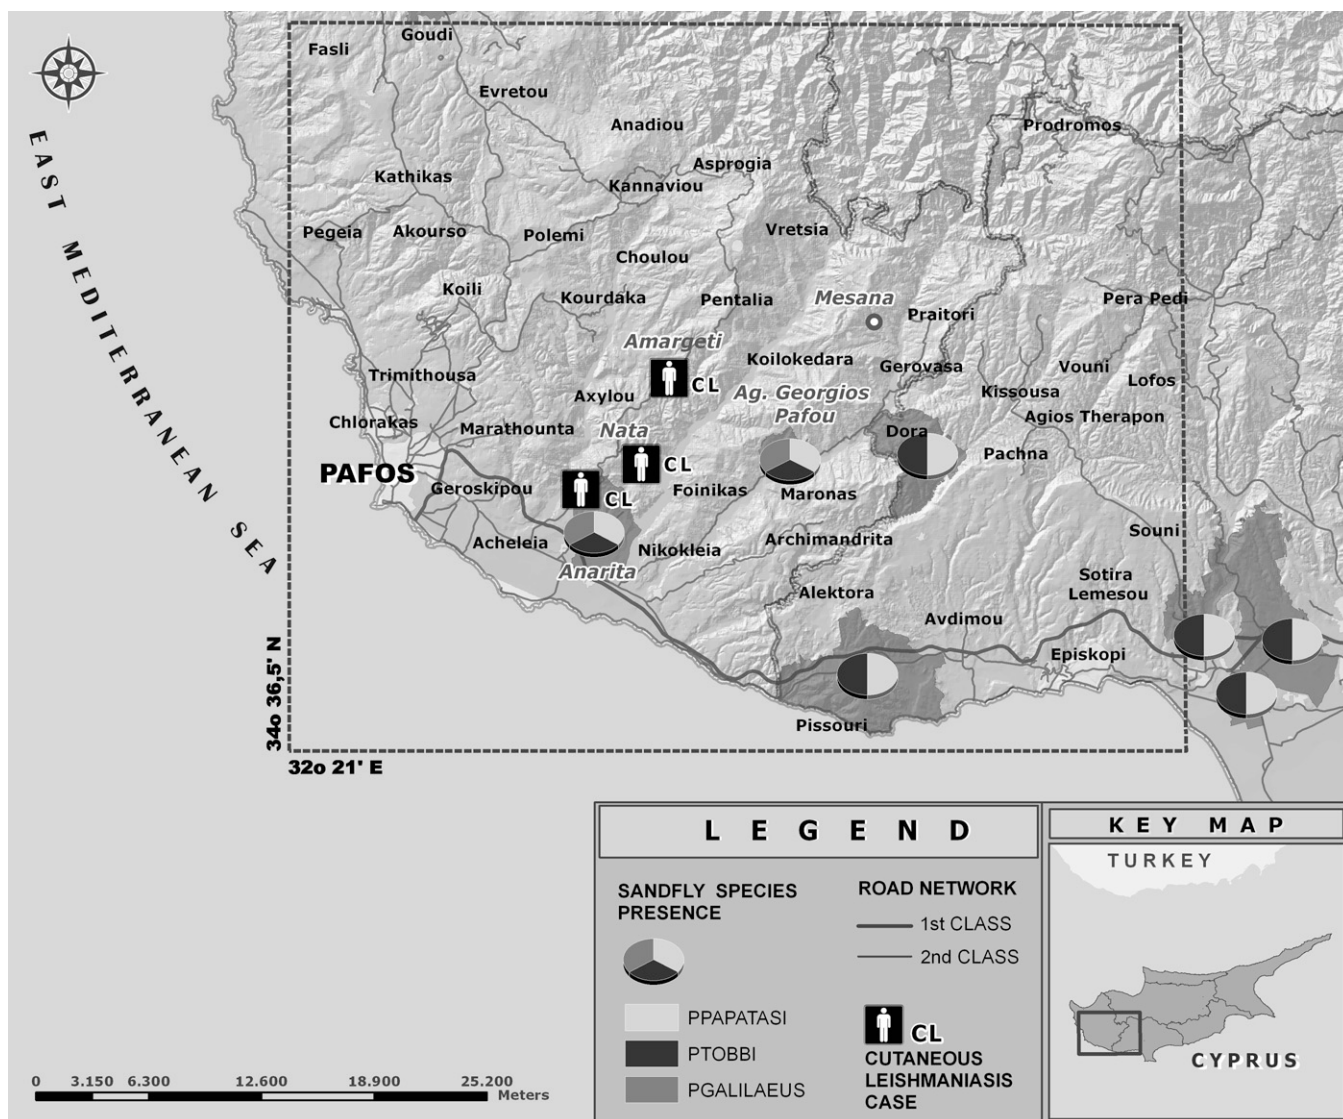 Goudi
Fasli
Evretou
Anadiou
Prodromos
Asprogia
Kathikas
Kannaviou
Pegeia
Akourso
Polemi
Vretsia
Choulou
Koili
Kourdaka
Pentalia
Mesana
Pera Pedi
Praitori
Amargeti
Koilokedara
Gerovasa
Vouni
Trimithousa
CL
Axylou
Ag. Georgios
Pafou
Kissousa
Lofos
Chlorakas
Marathounta
Nata
Dora
Agios Therapon
Pachna
PAFOS
CL
Geroskipou
CL
Foinikas
Maronas
Acheleia
Nikokleia
Archimandrita
Souni
Anarita
Alektora
Sotira
Lemesou
Avdimou
Episkopi
Pissouri
EAST MEDITERRANEAN SEA
34o 36,5' N
32o 21' E
LEGEND
SANDFLY SPECIES
PRESENCE
PPAPATASI
PTOBBI
PGALILAEUS
ROAD NETWORK
1st CLASS
2nd CLASS
CL
CUTANEOUS
LEISHMANIASIS
CASE
KEY MAP
TURKEY
CYPRUS
0 3.150 6.300 12.600 18.900 25.200
Meters